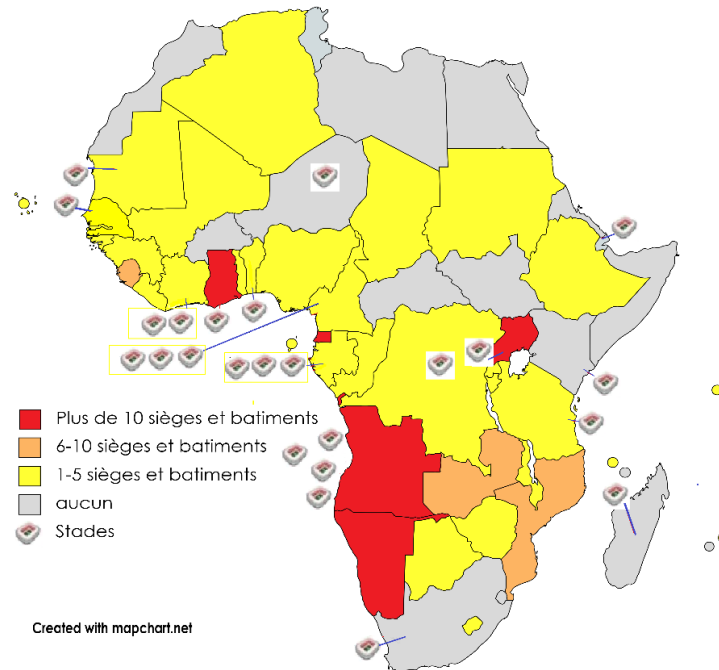 Plus de 10 sièges et batiments
6-10 sièges et batiments
1-5 sièges et batiments
aucun
Stades
Created with mapchart.net